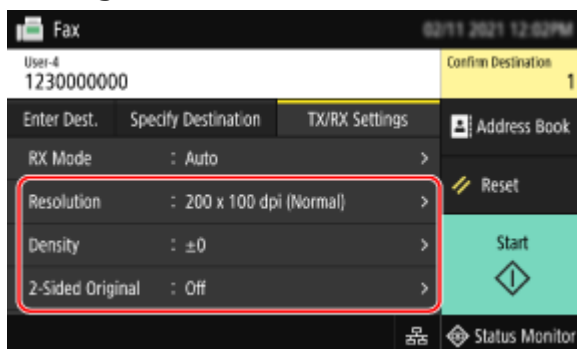 Fax 02/11 2021 12:02PM
User-4
1230000000
Confirm Destination
1
Enter Dest. Specify Destination TX/RX Settings
Address Book
RX Mode : Auto >
Reset
Resolution : 200 x 100 dpi (Normal) >
Density : ±0 >
Start
2-Sided Original : Off >
Status Monitor